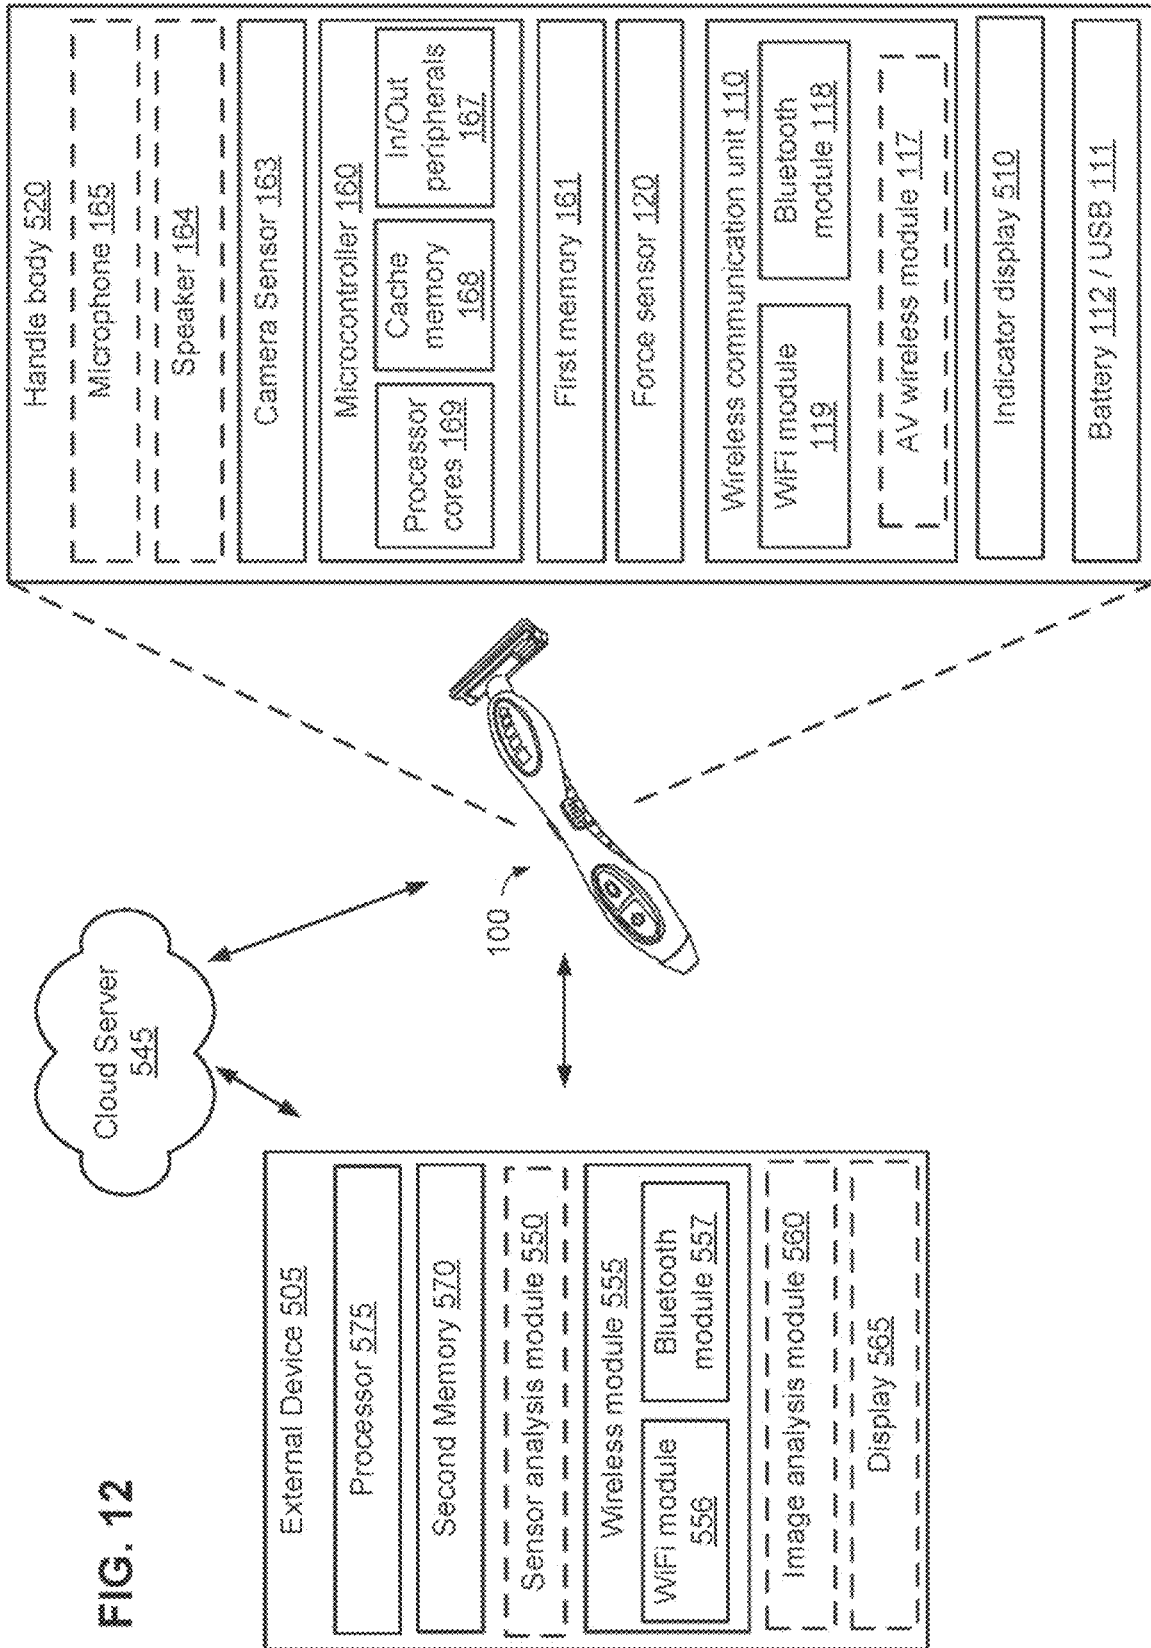 FIG. 12
External Device 505
Processor 575
Second Memory 570
Sensor analysis module 550
Wireless module 555
WiFi module
556
Bluetooth
module 557
Image analysis module 560
Display 565
Cloud Server
545
100
Handle body 520
Microphone 165
Speaker 164
Camera Sensor 163
Microcontroller 160
Processor
cores 169
Cache
memory
168
In/Out
peripherals
167
First memory 161
Force sensor 120
Wireless communication unit 110
WiFi module
119
Bluetooth
module 118
AV wireless module 117
Indicator display 510
Battery 112 / USB 111